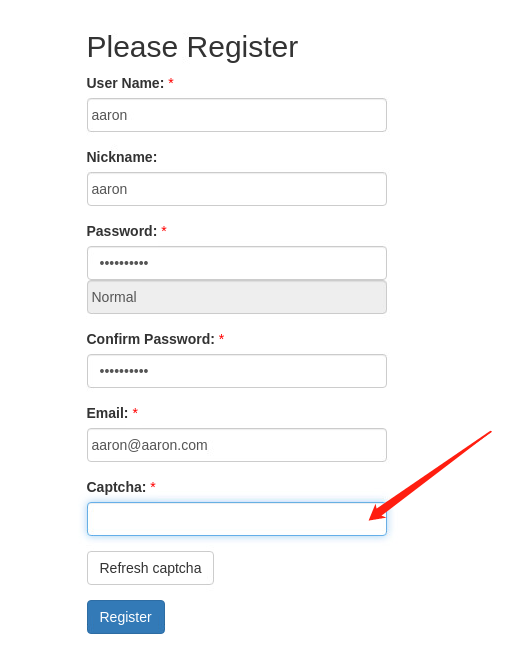 Please Register
User Name: *
aaron
Nickname:
aaron
Password: *
••••••••••
Normal
Confirm Password: *
••••••••••
Email: *
aaron@aaron.com
Captcha: *
Refresh captcha
Register